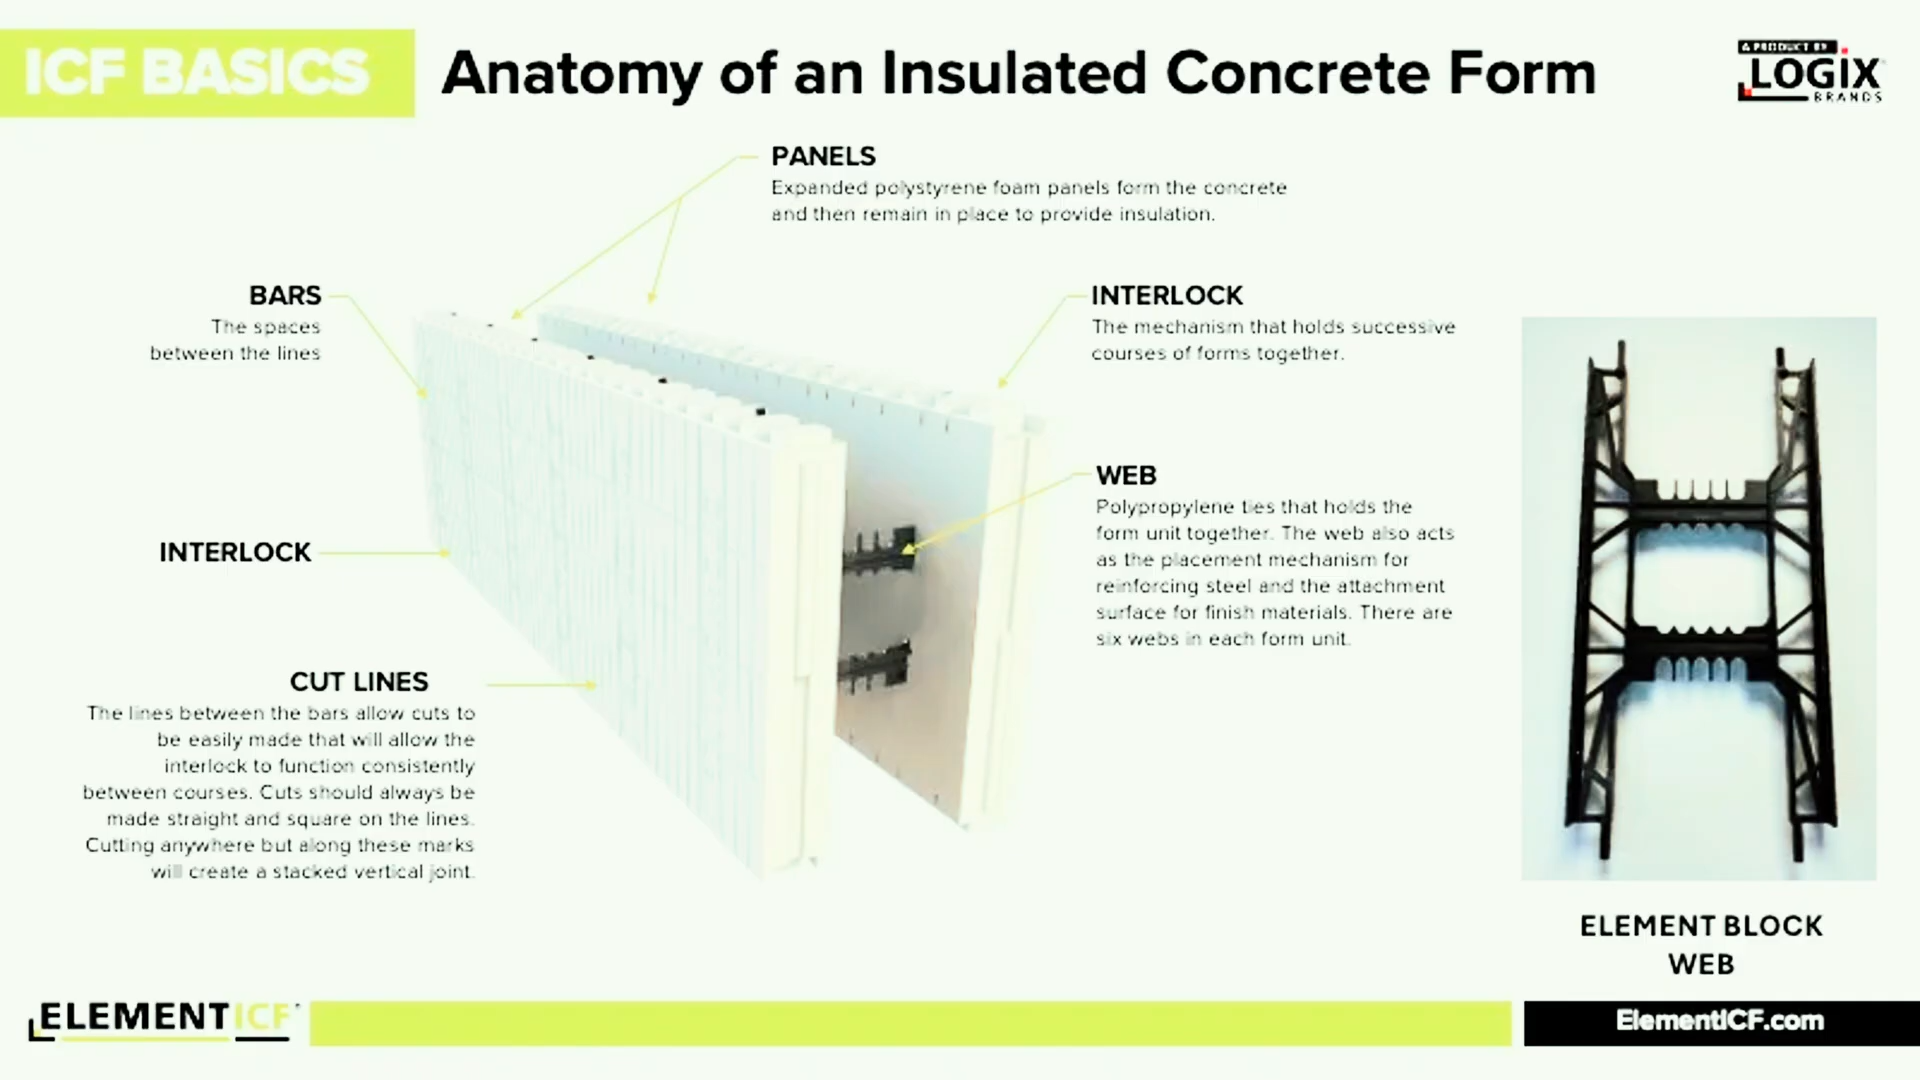 ICF BASICS
Anatomy of an Insulated Concrete Form
A PRODUCT BY
LOGIX
BRANDS
PANELS
Expanded polystyrene foam panels form the concrete
and then remain in place to provide insulation.
BARS
The spaces
between the lines
INTERLOCK
The mechanism that holds successive
courses of forms together.
WEB
Polypropylene ties that holds the
form unit together. The web also acts
as the placement mechanism for
reinforcing steel and the attachment
surface for finish materials. There are
six webs in each form unit.
INTERLOCK
CUT LINES
The lines between the bars allow cuts to
be easily made that will allow the
interlock to function consistently
between courses. Cuts should always be
made straight and square on the lines.
Cutting anywhere but along these marks
will create a stacked vertical joint.
ELEMENT BLOCK
WEB
ELEMENTICF
ElementICF.com